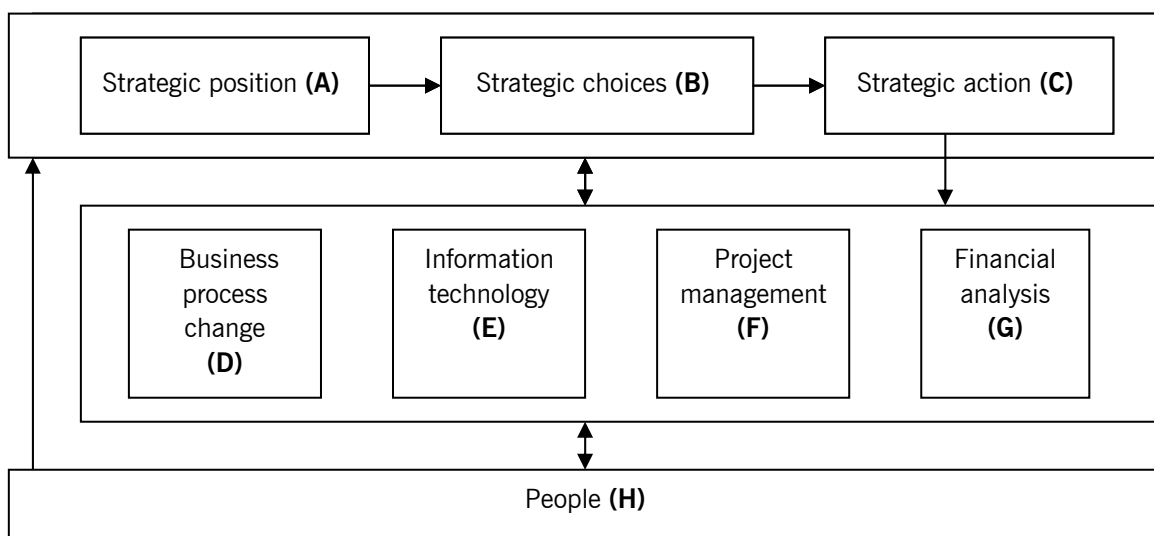 Strategic position (A)
Strategic choices (B)
Strategic action (C)
Business
process
change
(D)
Information
technology
(E)
Project
management
(F)
Financial
analysis
(G)
People (H)